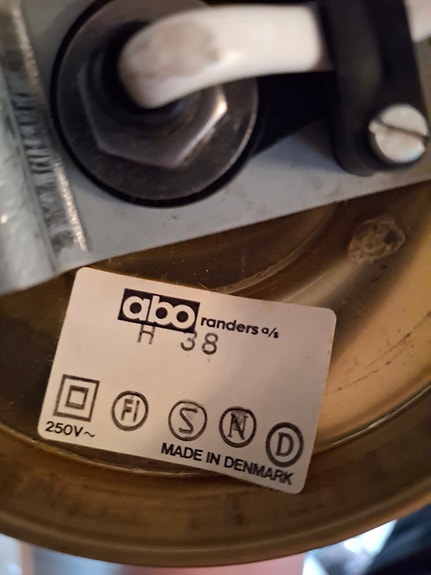 abo randers a/s
H 38
FI S N D
250V~
MADE IN DENMARK